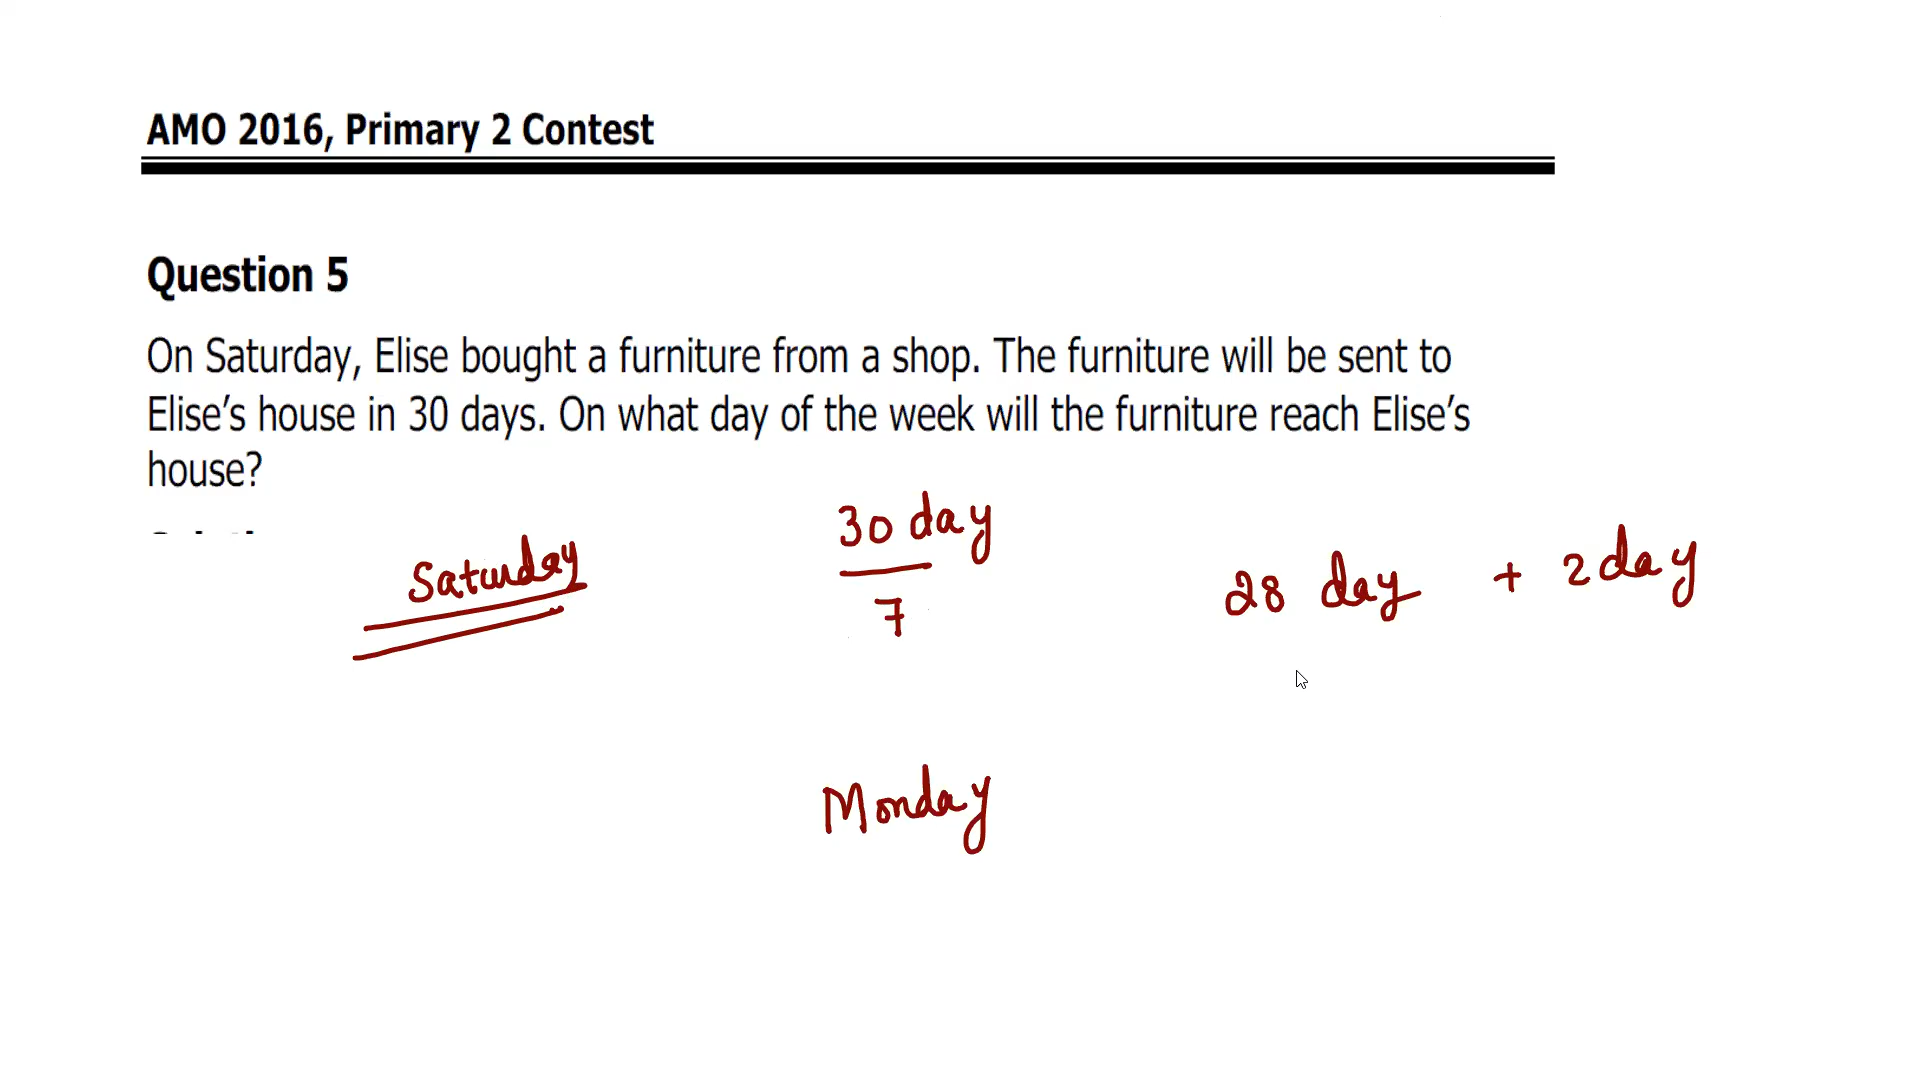 AMO 2016, Primary 2 Contest
Question 5
On Saturday, Elise bought a furniture from a shop. The furniture will be sent to
Elise's house in 30 days. On what day of the week will the furniture reach Elise's
house?
Saturday
30 day
7
28 day + 2 day
Monday